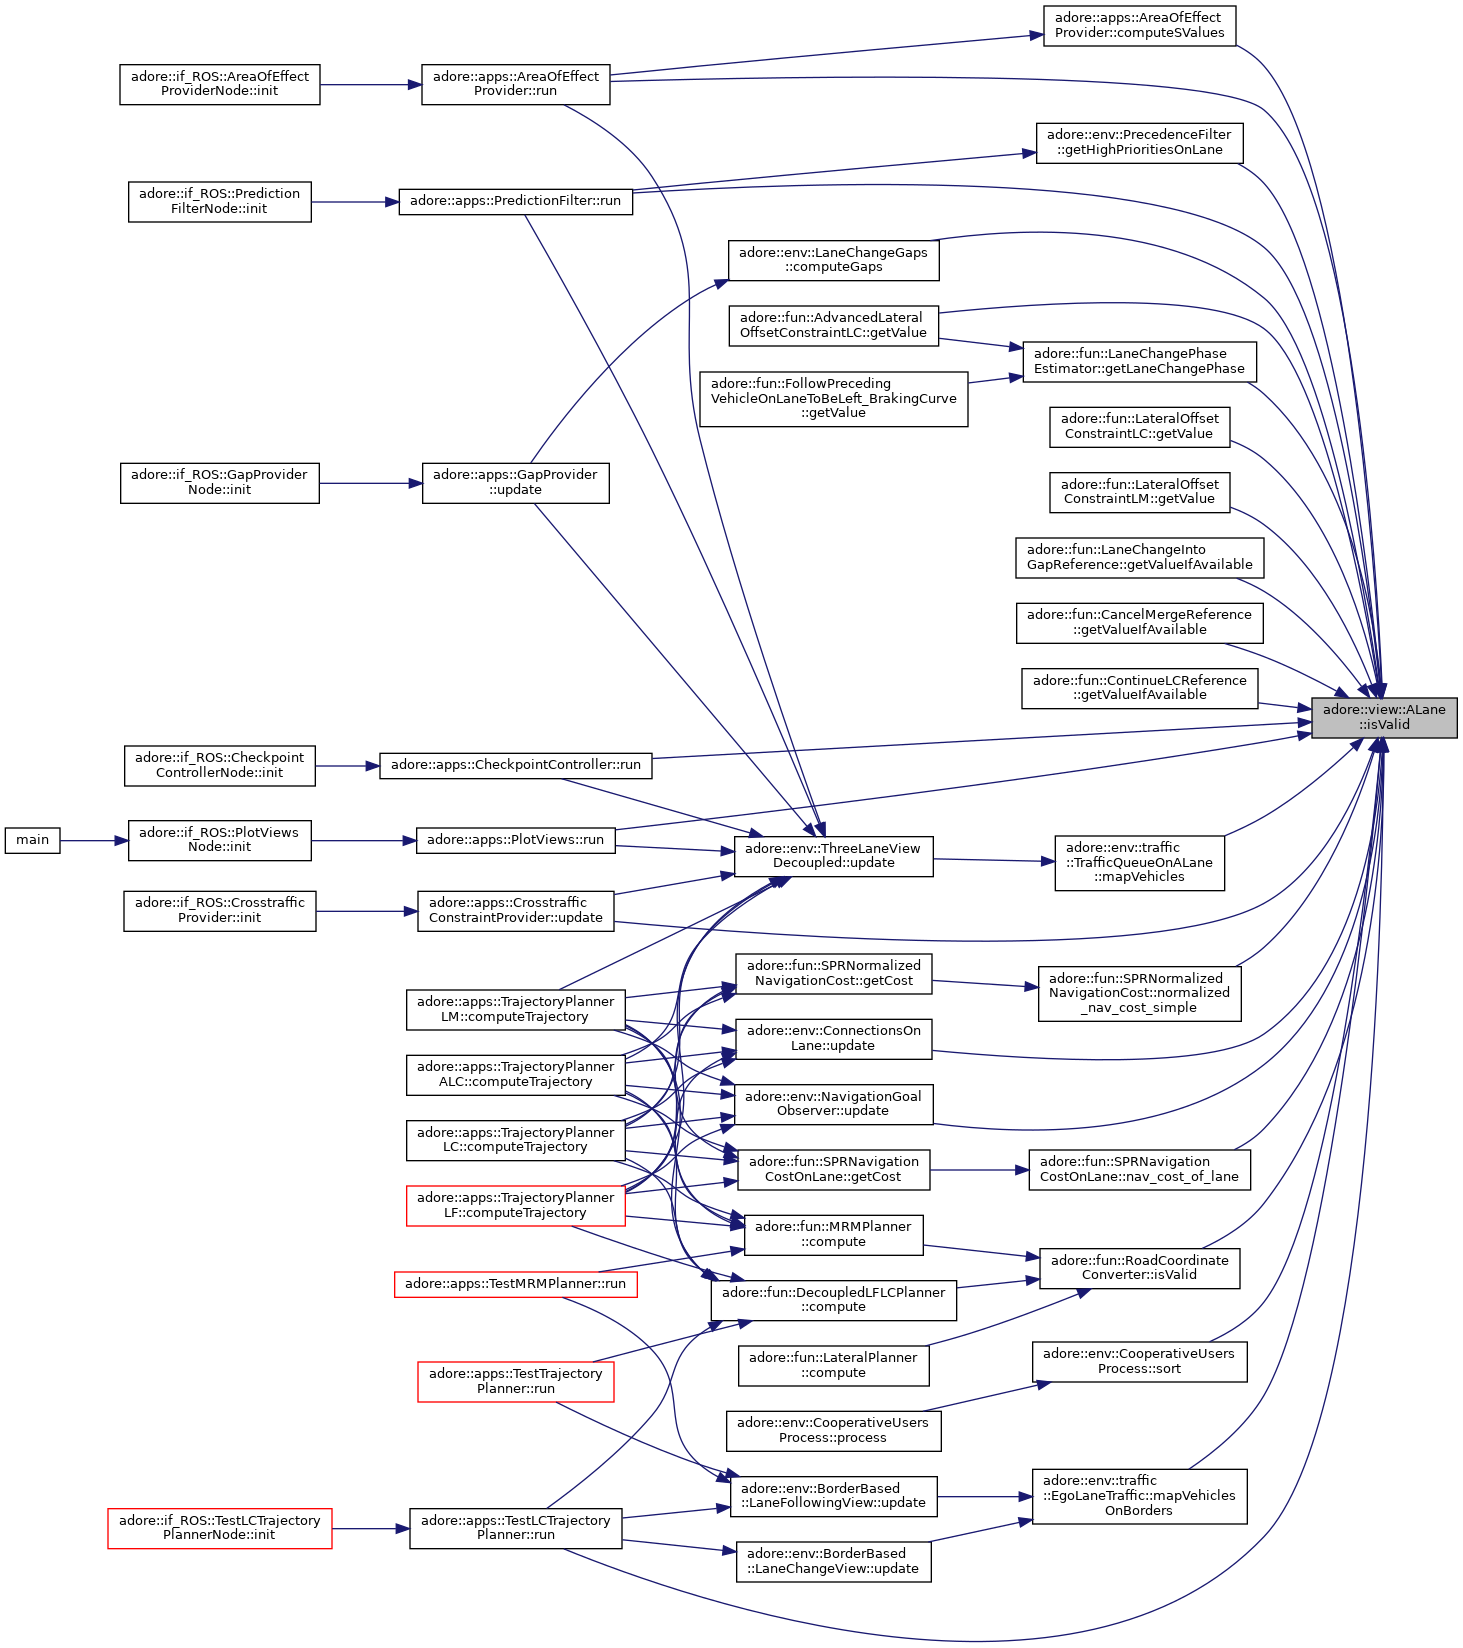 adore::apps::AreaOfEffect
Provider::computeSValues
adore::if_ROS::AreaOfEffect
ProviderNode::init
adore::apps::AreaOfEffect
Provider::run
adore::env::PrecedenceFilter
::getHighPrioritiesOnLane
adore::if_ROS::Prediction
FilterNode::init
adore::apps::PredictionFilter::run
adore::env::LaneChangeGaps
::computeGaps
adore::fun::AdvancedLateral
OffsetConstraintLC::getValue
adore::fun::LaneChangePhase
Estimator::getLaneChangePhase
adore::fun::FollowPreceding
VehicleOnLaneToBeLeft_BrakingCurve
::getValue
adore::fun::LateralOffset
ConstraintLC::getValue
adore::if_ROS::GapProvider
Node::init
adore::apps::GapProvider
::update
adore::fun::LateralOffset
ConstraintLM::getValue
adore::fun::LaneChangeInto
GapReference::getValueIfAvailable
adore::fun::CancelMergeReference
::getValueIfAvailable
adore::fun::ContinueLCReference
::getValueIfAvailable
adore::view::ALane
::isValid
adore::if_ROS::Checkpoint
ControllerNode::init
adore::apps::CheckpointController::run
main
adore::if_ROS::PlotViews
Node::init
adore::apps::PlotViews::run
adore::env::ThreeLaneView
Decoupled::update
adore::env::traffic
::TrafficQueueOnALane
::mapVehicles
adore::if_ROS::Crosstraffic
Provider::init
adore::apps::Crosstraffic
ConstraintProvider::update
adore::fun::SPRNormalized
NavigationCost::getCost
adore::fun::SPRNormalized
NavigationCost::normalized
_nav_cost_simple
adore::apps::TrajectoryPlanner
LM::computeTrajectory
adore::env::ConnectionsOn
Lane::update
adore::apps::TrajectoryPlanner
ALC::computeTrajectory
adore::env::NavigationGoal
Observer::update
adore::apps::TrajectoryPlanner
LC::computeTrajectory
adore::fun::SPRNavigation
CostOnLane::getCost
adore::fun::SPRNavigation
CostOnLane::nav_cost_of_lane
adore::apps::TrajectoryPlanner
LF::computeTrajectory
adore::fun::MRMPlanner
::compute
adore::fun::RoadCoordinate
Converter::isValid
adore::apps::TestMRMPlanner::run
adore::fun::DecoupledLFLCPlanner
::compute
adore::fun::LateralPlanner
::compute
adore::env::CooperativeUsers
Process::sort
adore::apps::TestTrajectory
Planner::run
adore::env::CooperativeUsers
Process::process
adore::env::BorderBased
::LaneFollowingView::update
adore::env::traffic
::EgoLaneTraffic::mapVehicles
OnBorders
adore::if_ROS::TestLCTrajectory
PlannerNode::init
adore::apps::TestLCTrajectory
Planner::run
adore::env::BorderBased
::LaneChangeView::update